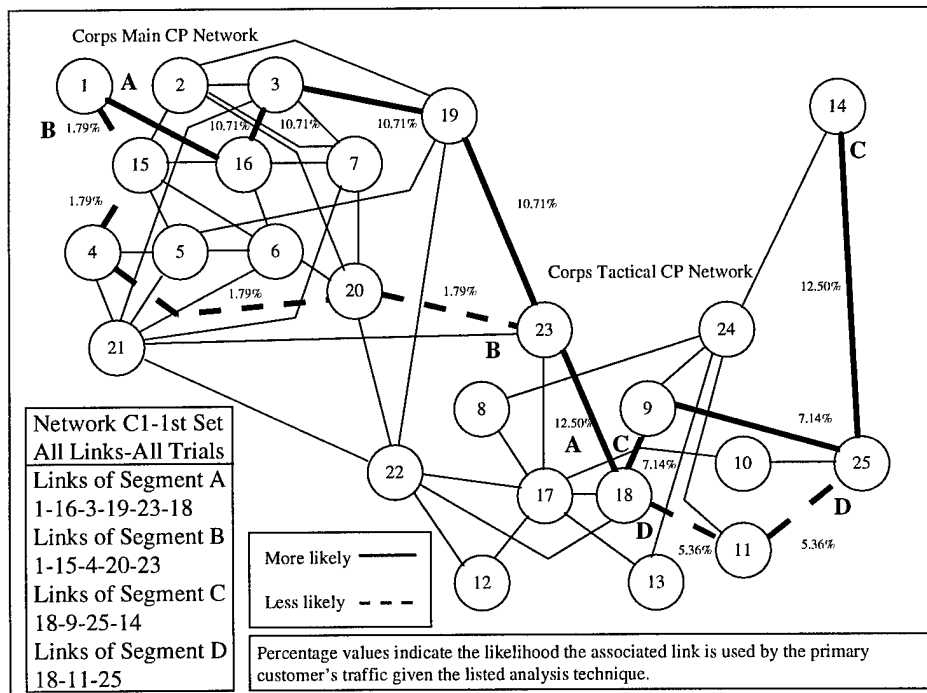 Corps Main CP Network
1
A
2
3
19
14
B
1.79%
10.71%
10.71%
10.71%
C
15
16
7
1.79%
10.71%
4
5
6
Corps Tactical CP Network
12.50%
1.79%
20
1.79%
21
23
24
B
8
9
Network C1-1st Set
All Links-All Trials
Links of Segment A
1-16-3-19-23-18
Links of Segment B
1-15-4-20-23
Links of Segment C
18-9-25-14
Links of Segment D
18-11-25
12.50%
A
C
7.14%
7.14%
10
25
22
17
18
D
D
11
5.36%
5.36%
12
13
More likely
Less likely
Percentage values indicate the likelihood the associated link is used by the primary
customer's traffic given the listed analysis technique.